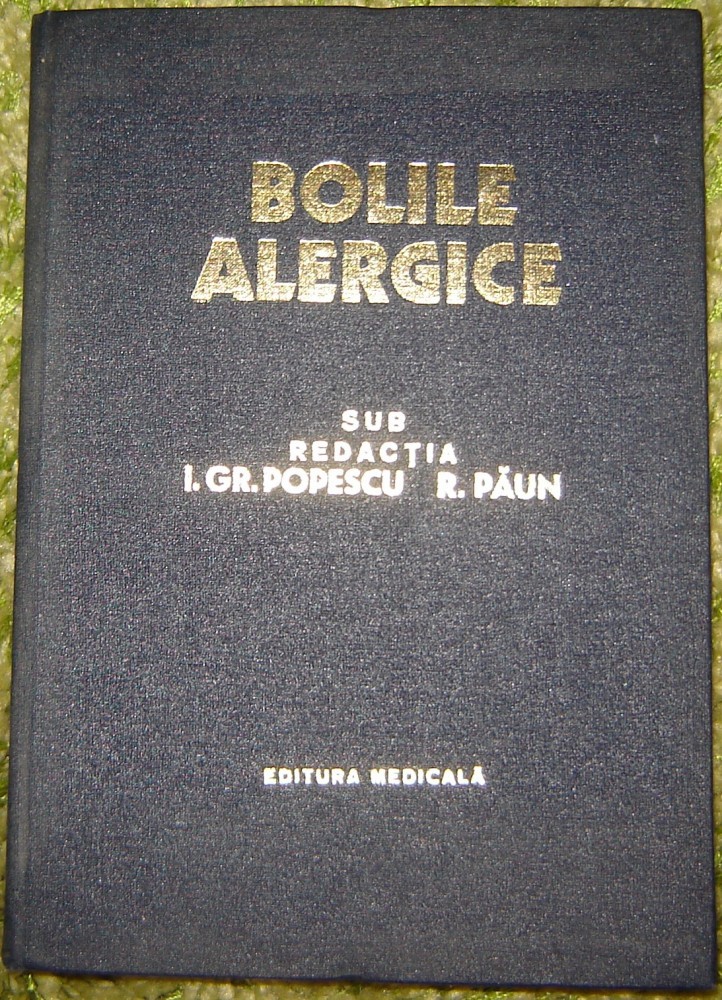 BOLILE
ALERGICE
SUB
REDACȚIA
I. GR. POPESCU R. PĂUN
EDITURA MEDICALĂ